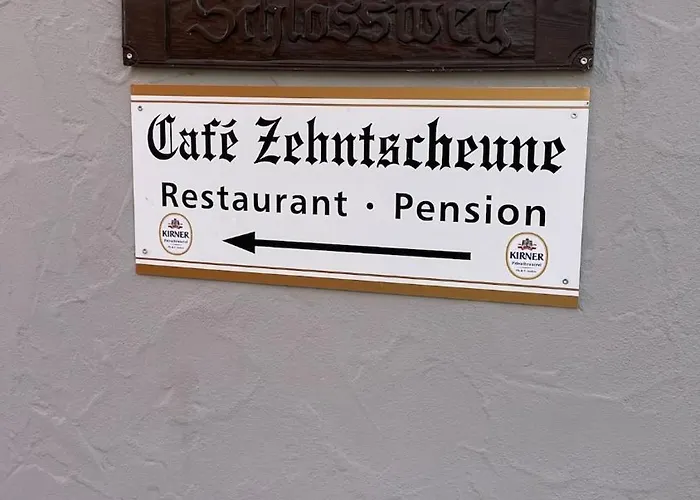 Schlossweg
Café Zehntscheune
Restaurant · Pension
KIRNER
KIRNER